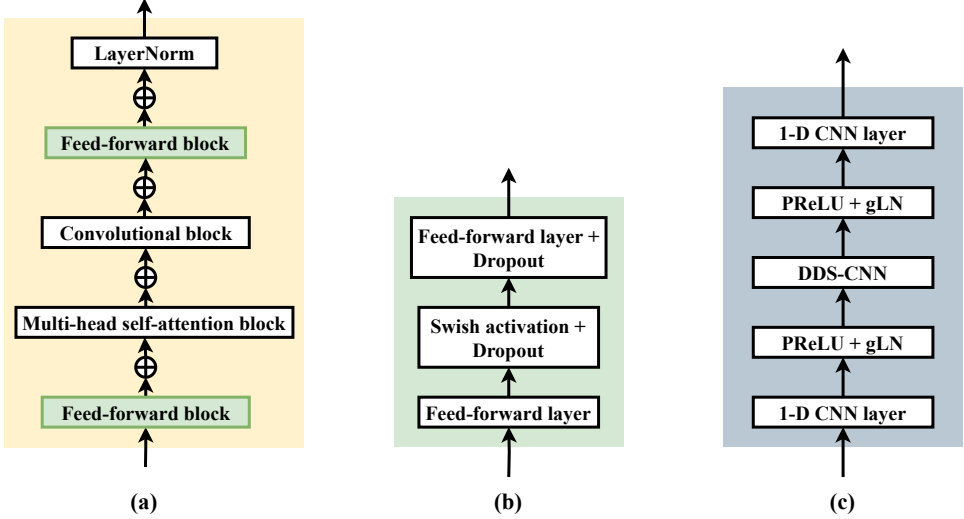 LayerNorm
Feed-forward block
Convolutional block
Multi-head self-attention block
Feed-forward block
(a)
Feed-forward layer +
Dropout
Swish activation +
Dropout
Feed-forward layer
(b)
1-D CNN layer
PReLU + gLN
DDS-CNN
PReLU + gLN
1-D CNN layer
(c)